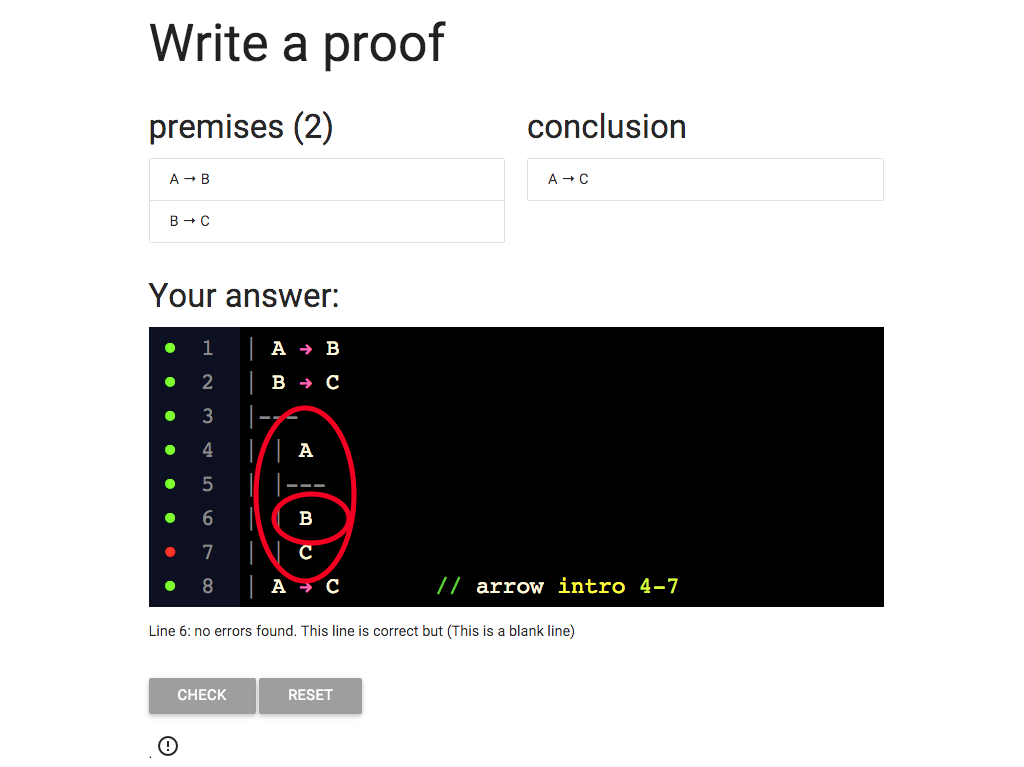 Write a proof
premises (2)
conclusion
A → B
A → C
B → C
Your answer:
1 | A → B
2 | B → C
3 |---
4 | | A
5 | |---
6 | | B
7 | | C
8 | A → C // arrow intro 4-7
Line 6: no errors found. This line is correct but (This is a blank line)
CHECK
RESET
. !